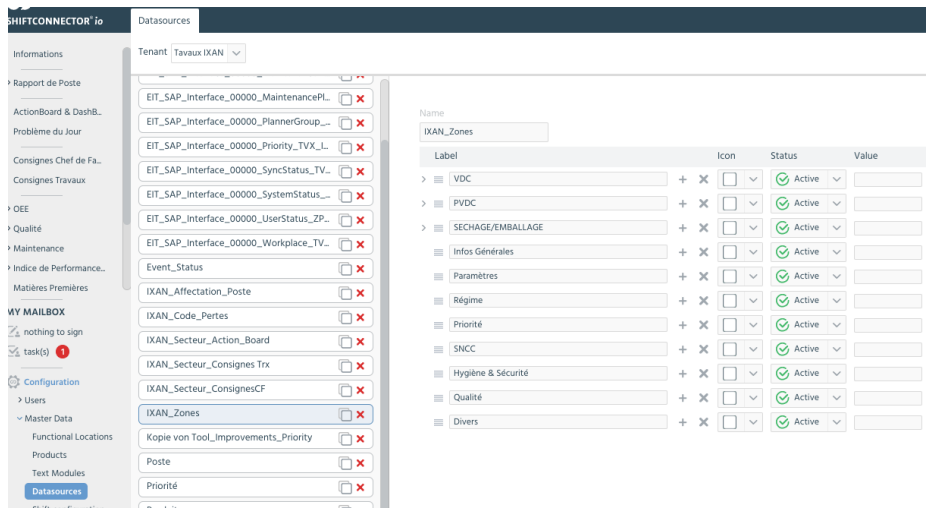 SHIFTCONNECTOR® io
Datasources
Informations
Rapport de Poste
ActionBoard & DashB...
Problème du Jour
Consignes Chef de Fa...
Consignes Travaux
OEE
Qualité
Maintenance
Indice de Performance...
Matières Premières
MY MAILBOX
nothing to sign
task(s) 1
Configuration
Users
Master Data
Functional Locations
Products
Text Modules
Datasources
Tenant Tavaux IXAN
EIT_SAP_Interface_00000_MaintenancePl...
EIT_SAP_Interface_00000_PlannerGroup_...
EIT_SAP_Interface_00000_Priority_TVX_I...
EIT_SAP_Interface_00000_SyncStatus_TV...
EIT_SAP_Interface_00000_SystemStatus_...
EIT_SAP_Interface_00000_UserStatus_ZP...
EIT_SAP_Interface_00000_Workplace_TV...
Event_Status
IXAN_Affectation_Poste
IXAN_Code_Pertes
IXAN_Secteur_Action_Board
IXAN_Secteur_Consignes Trx
IXAN_Secteur_ConsignesCF
IXAN_Zones
Kopie von Tool_Improvements_Priority
Poste
Priorité
Name
IXAN_Zones
Label Icon Status Value
VDC Active
PVDC Active
SECHAGE/EMBALLAGE Active
Infos Générales Active
Paramètres Active
Régime Active
Priorité Active
SNCC Active
Hygiène & Sécurité Active
Qualité Active
Divers Active